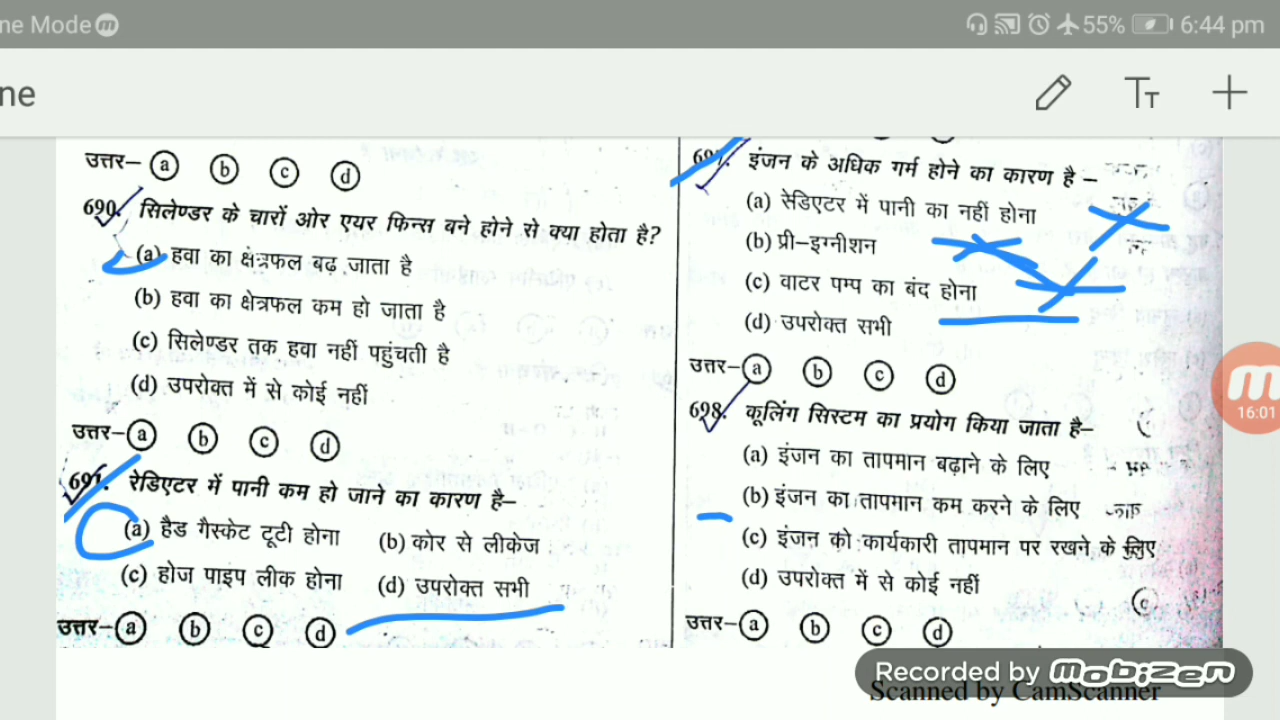 ne Mode
55% 6:44 pm
ne
TT
उत्तर– (a) (b) (c) (d)
690. सिलेण्डर के चारों ओर एयर फिन्स बने होने से क्या होता है?
(a) हवा का क्षेत्रफल बढ़ जाता है
(b) हवा का क्षेत्रफल कम हो जाता है
(c) सिलेण्डर तक हवा नहीं पहुंचती है
(d) उपरोक्त में से कोई नहीं
उत्तर– (a) (b) (c) (d)
691. रेडिएटर में पानी कम हो जाने का कारण है–
(a) हैड गैस्केट टूटी होना (b) कोर से लीकेज
(c) होज पाइप लीक होना (d) उपरोक्त सभी
उत्तर– (a) (b) (c) (d)
इंजन के अधिक गर्म होने का कारण है –
(a) रेडिएटर में पानी का नहीं होना
(b) प्री–इग्नीशन
(c) वाटर पम्प का बंद होना
(d) उपरोक्त सभी
उत्तर– (a) (b) (c) (d)
698. कूलिंग सिस्टम का प्रयोग किया जाता है–
(a) इंजन का तापमान बढ़ाने के लिए
(b) इंजन का तापमान कम करने के लिए
(c) इंजन को कार्यकारी तापमान पर रखने के लिए
(d) उपरोक्त में से कोई नहीं
उत्तर– (a) (b) (c) (d)
16:01
Recorded by mobizen
Scanned by CamScanner